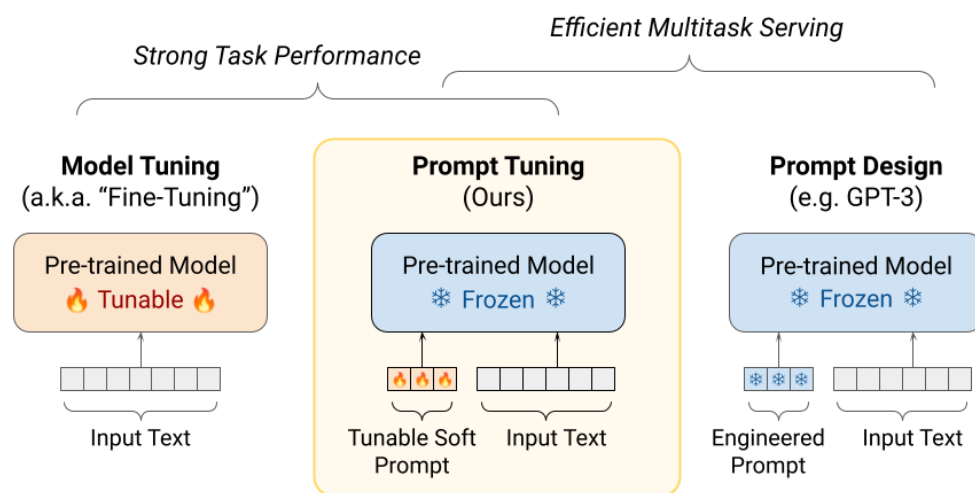 Efficient Multitask Serving
Strong Task Performance
Model Tuning
(a.k.a. “Fine-Tuning”)
Pre-trained Model
Tunable
Input Text
Prompt Tuning
(Ours)
Pre-trained Model
Frozen
Tunable Soft
Prompt
Input Text
Prompt Design
(e.g. GPT-3)
Pre-trained Model
Frozen
Engineered
Prompt
Input Text